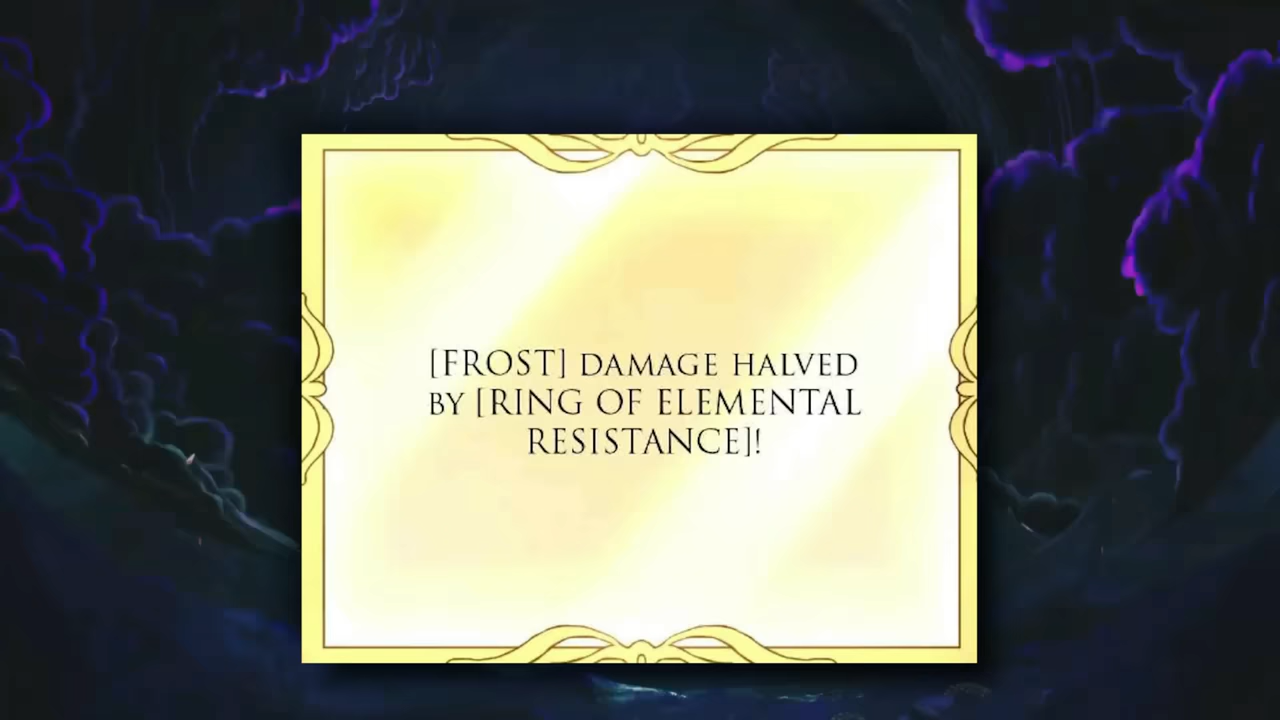 [FROST] DAMAGE HALVED
BY [RING OF ELEMENTAL
RESISTANCE]!